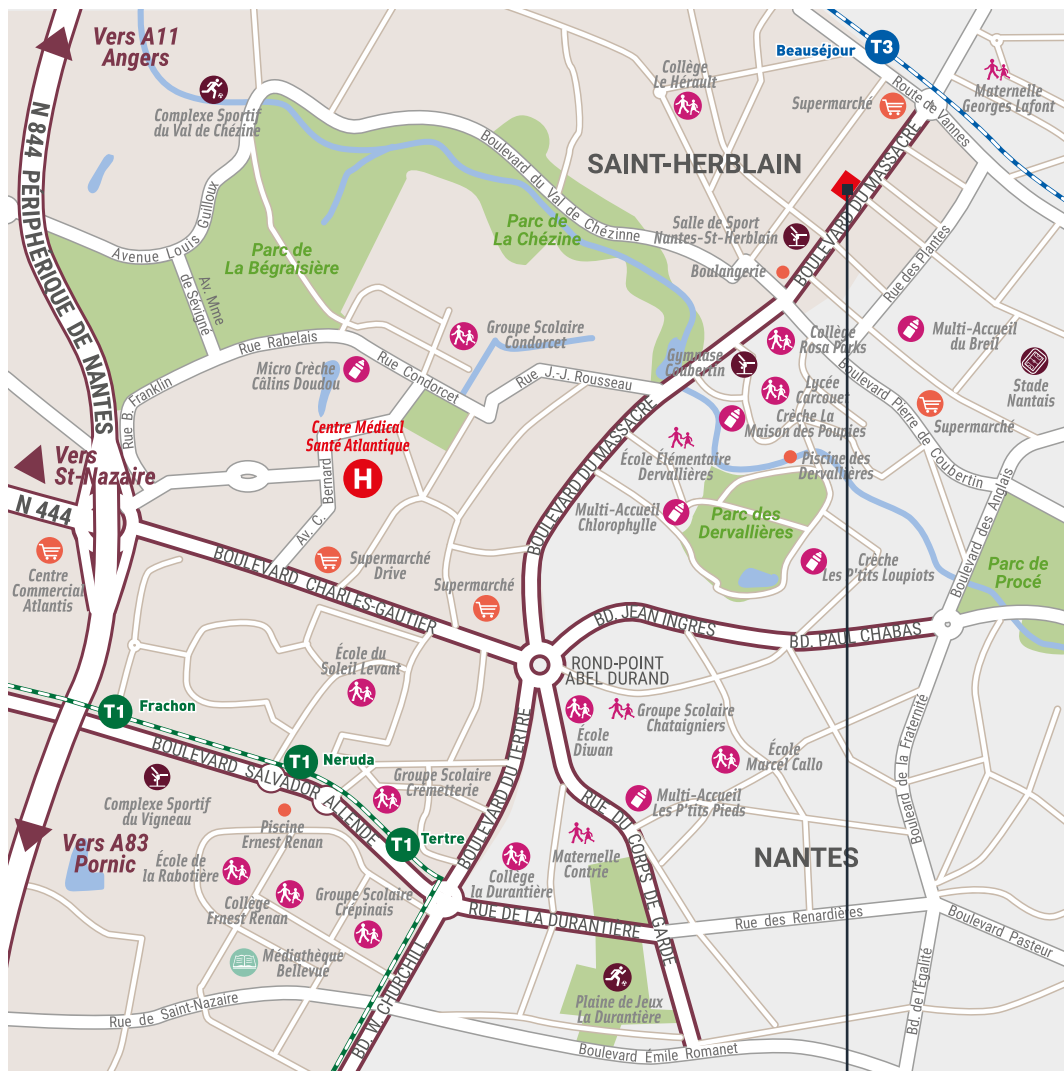 Vers A11
Angers
Beauséjour
T3
Collège
Le Hérault
Maternelle
Georges Lafont
Supermarché
Route de Vannes
Complexe Sportif
du Val de Chézine
N 844 PÉRIPHÉRIQUE DE NANTES
Boulevard du Val de Chézinne
SAINT-HERBLAIN
BOULEVARD DU MASSACRE
Avenue Louis Guilloux
Parc de
La Bégraisière
Parc de
La Chézine
Salle de Sport
Nantes-St-Herblain
Boulangerie
Rue des Plantes
Av. Mme
de Sévigné
Rue Rabelais
Groupe Scolaire
Condorcet
Collège
Rosa Parks
Multi-Accueil
du Breil
Micro Crèche
Câlins Doudou
Rue Condorcet
Rue J.-J. Rousseau
Gymnase
Coubertin
Stade
Nantais
Rue B. Franklin
Lycée
Carcouet
Boulevard Pierre de Coubertin
Supermarché
Centre Médical
Santé Atlantique
H
Crèche La
Maison des Poupies
Vers
St-Nazaire
École Élémentaire
Dervallières
Piscine des
Dervallières
BOULEVARD DU MASSACRE
N 444
Av. C. Bernard
Multi-Accueil
Chlorophylle
Parc des
Dervallières
Boulevard des Anglais
Centre
Commercial
Atlantis
BOULEVARD CHARLES-GAUTIER
Supermarché
Drive
Supermarché
Crèche
Les P'tits Loupiots
Parc de
Procé
BD. JEAN INGRES
BD. PAUL CHABAS
École du
Soleil Levant
ROND-POINT
ABEL DURAND
T1
Frachon
École
Diwan
Groupe Scolaire
Chataigniers
BOULEVARD SALVADOR ALLENDE
T1
Neruda
BOULEVARD DU TERTRE
École
Marcel Callo
Boulelard de la Fraternité
Complexe Sportif
du Vigneau
Groupe Scolaire
Crémetterie
Multi-Accueil
Les P'tits Pieds
Piscine
Ernest Renan
T1
Tertre
RUE DU CORPS DE GARDE
Vers A83
Pornic
École de
la Rabotière
Maternelle
Contrie
NANTES
Collège
la Durantière
Collège
Ernest Renan
Groupe Scolaire
Crépinais
RUE DE LA DURANTIÈRE
Rue des Renardières
Boulevard Pasteur
Médiathèque
Bellevue
BD. W. CHURCHILL
Plaine de Jeux
La Durantière
Rue de Saint-Nazaire
Bd. de l'Égalité
Boulevard Émile Romanet